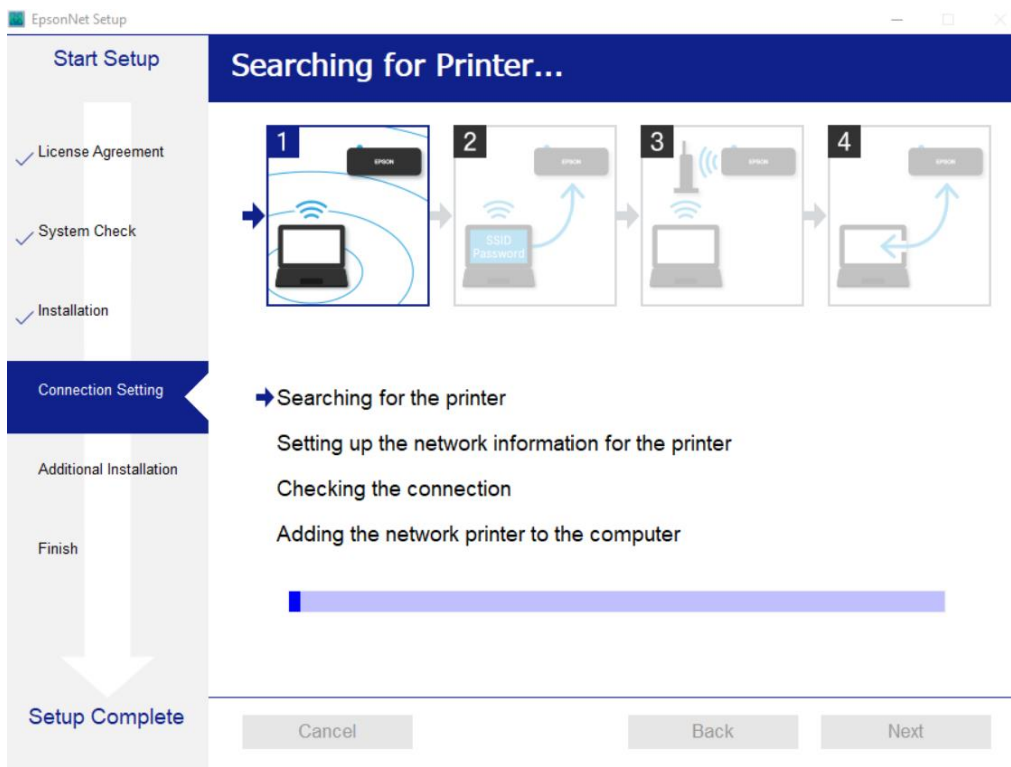 EpsonNet Setup
Start Setup
License Agreement
System Check
Installation
Connection Setting
Additional Installation
Finish
Setup Complete
Searching for Printer...
1
EPSON
2
EPSON
SSID
Password
3
EPSON
4
EPSON
Searching for the printer
Setting up the network information for the printer
Checking the connection
Adding the network printer to the computer
Cancel
Back
Next